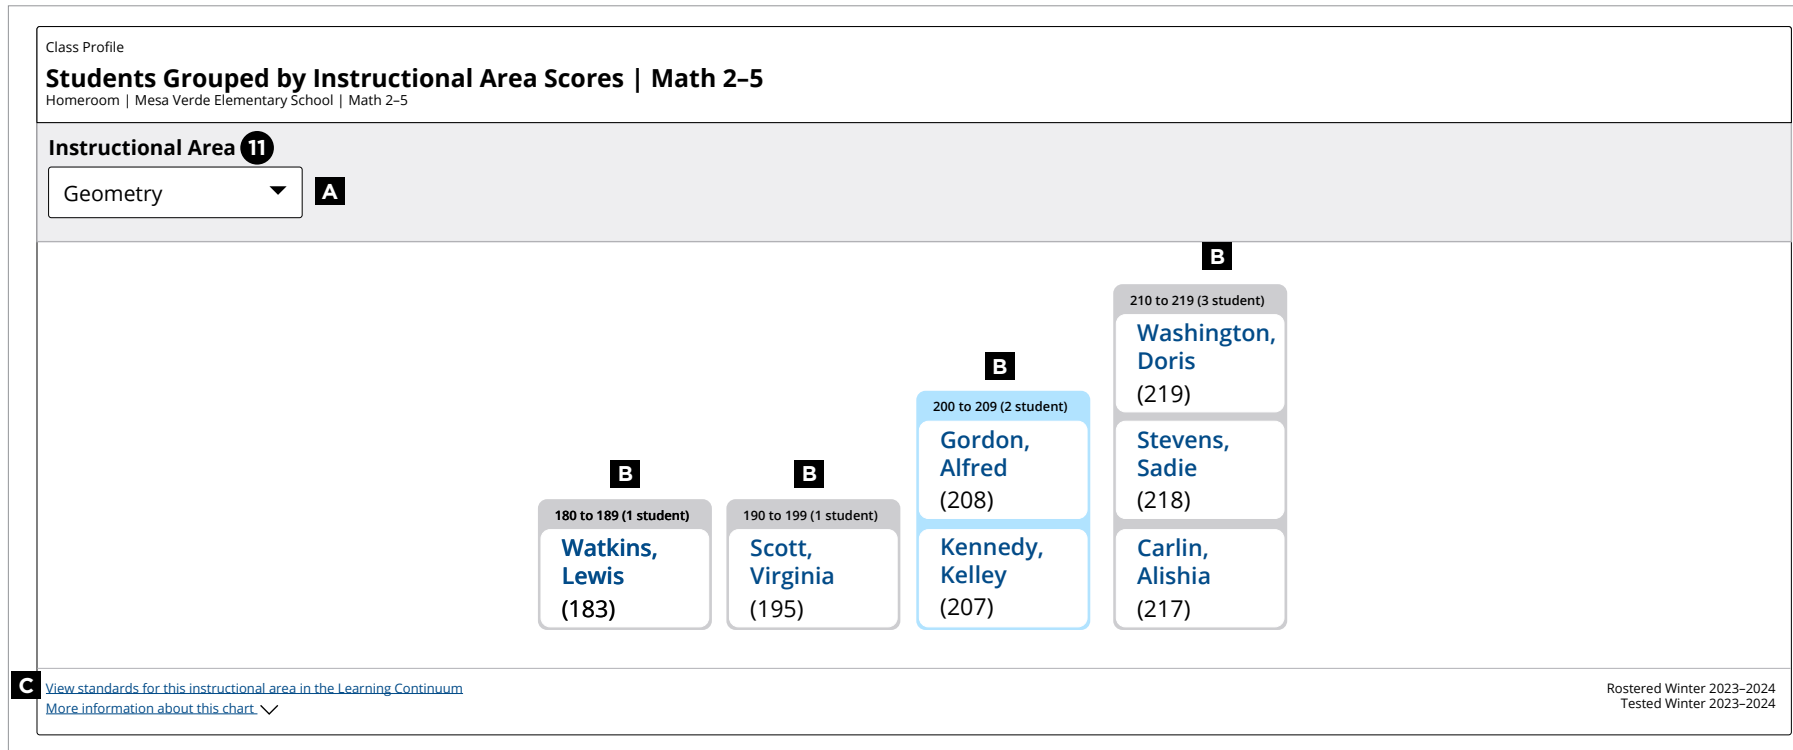 Class Profile
Students Grouped by Instructional Area Scores | Math 2–5
Homeroom | Mesa Verde Elementary School | Math 2–5
Instructional Area 11
Geometry
A
B
210 to 219 (3 student)
Washington,
Doris
(219)
Stevens,
Sadie
(218)
Carlin,
Alishia
(217)
B
200 to 209 (2 student)
Gordon,
Alfred
(208)
Kennedy,
Kelley
(207)
B
180 to 189 (1 student)
Watkins,
Lewis
(183)
B
190 to 199 (1 student)
Scott,
Virginia
(195)
C
View standards for this instructional area in the Learning Continuum
More information about this chart
Rostered Winter 2023–2024
Tested Winter 2023–2024